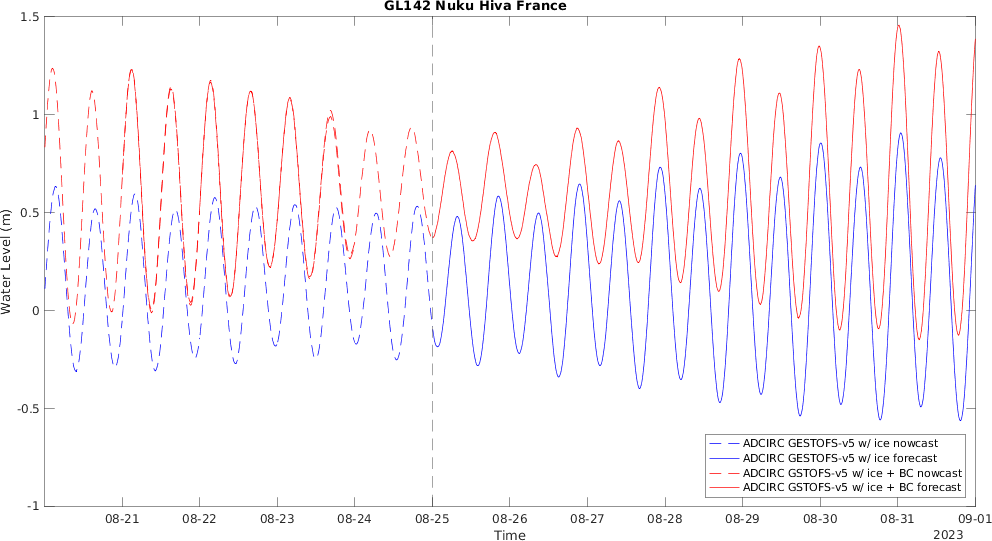 GL142 Nuku Hiva France
1.5
1
0.5
0
-0.5
-1
Water Level (m)
ADCIRC GESTOFS-v5 w/ ice nowcast
ADCIRC GESTOFS-v5 w/ ice forecast
ADCIRC GSTOFS-v5 w/ ice + BC nowcast
ADCIRC GSTOFS-v5 w/ ice + BC forecast
08-21 08-22 08-23 08-24 08-25 08-26 08-27 08-28 08-29 08-30 08-31 09-01
Time
2023